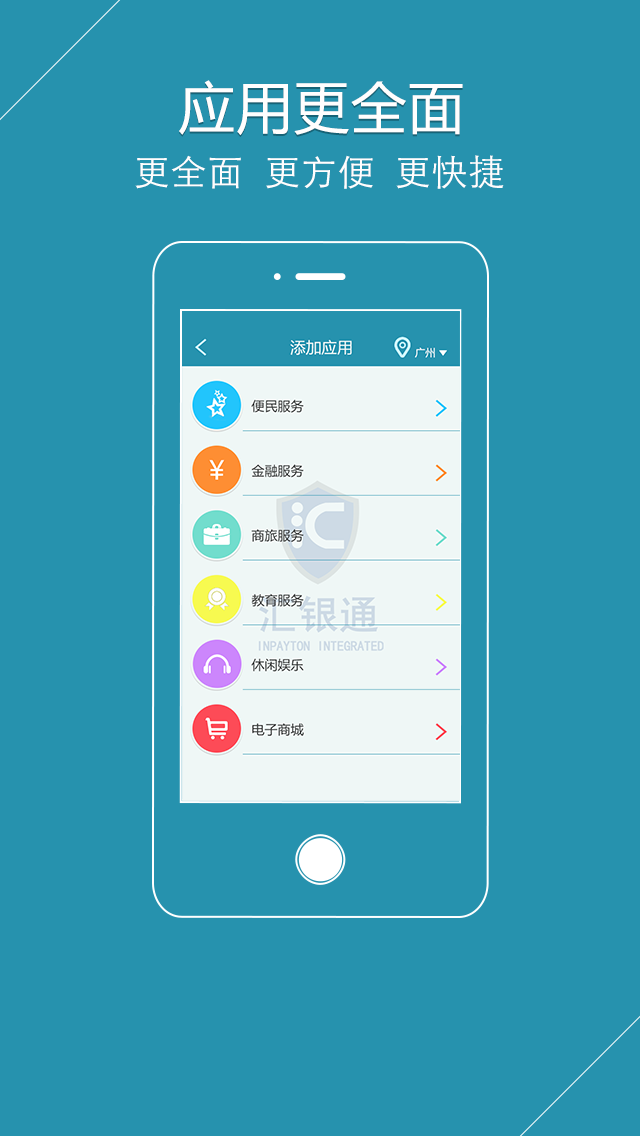 应用更全面
更全面 更方便 更快捷
添加应用
广州
便民服务
金融服务
商旅服务
教育服务
汇银通
INPAYTON INTEGRATED
休闲娱乐
电子商城